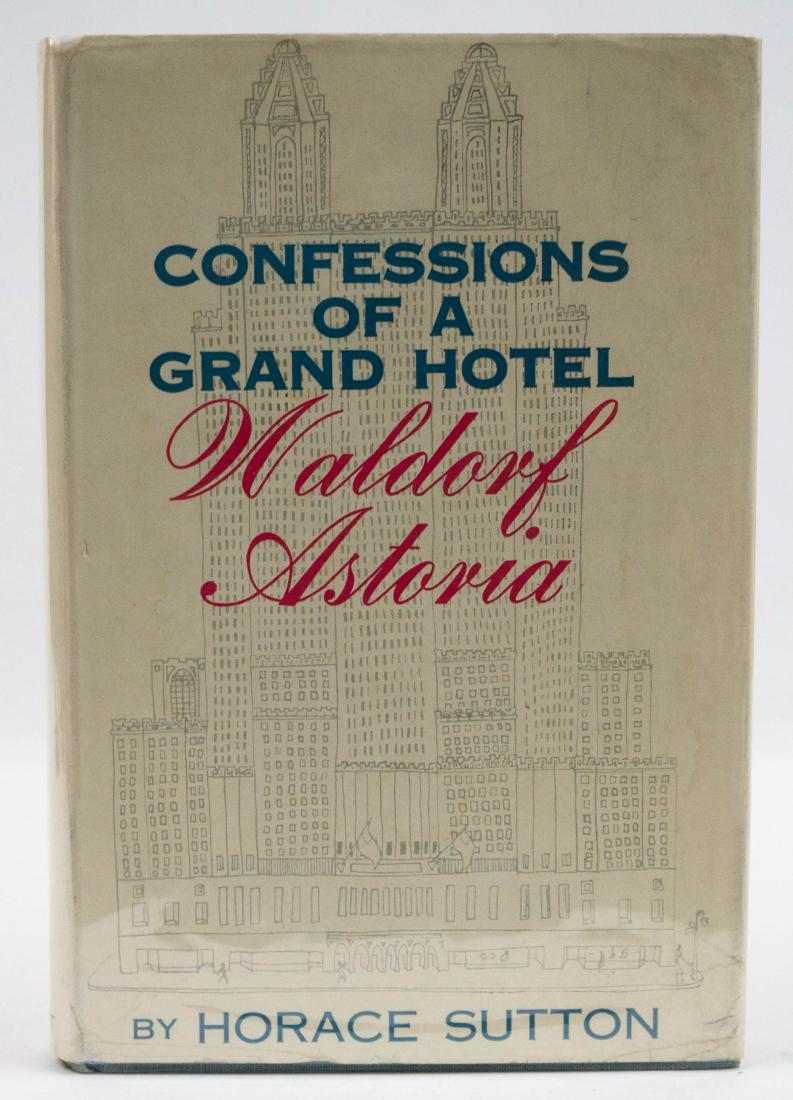 CONFESSIONS
OF A
GRAND HOTEL
Waldorf
Astoria
BY HORACE SUTTON